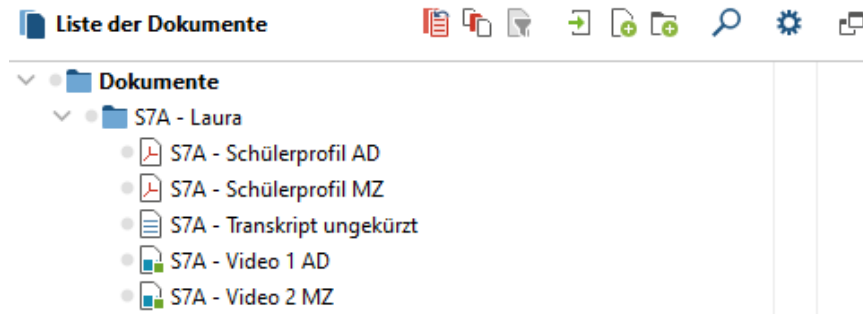 Liste der Dokumente
Dokumente
S7A - Laura
S7A - Schülerprofil AD
S7A - Schülerprofil MZ
S7A - Transkript ungekürzt
S7A - Video 1 AD
S7A - Video 2 MZ